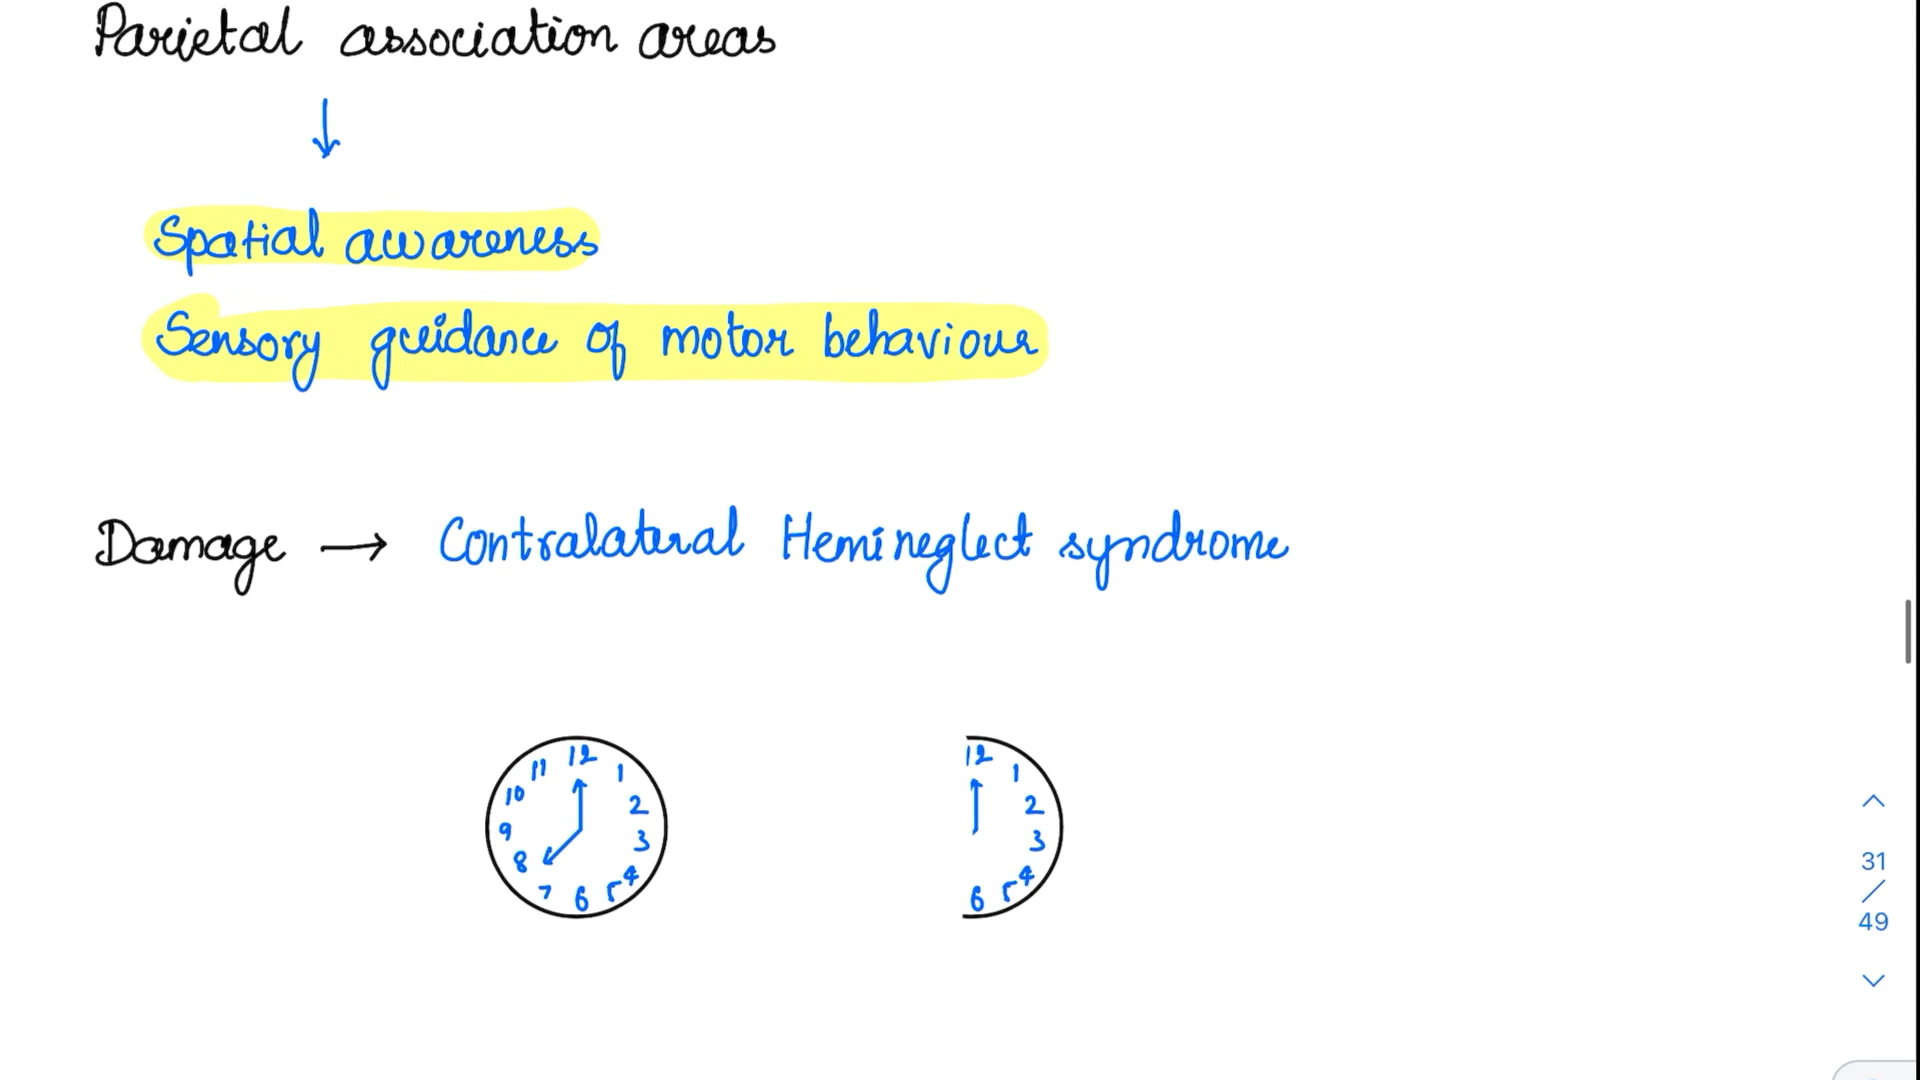 Parietal association areas
↓
Spatial awareness
Sensory guidance of motor behaviour
Damage → Contralateral Hemineglect syndrome
12 12
11 1 1
10 2 2
9 3 3
8 4 4
7 6 5 6 5
31
/
49